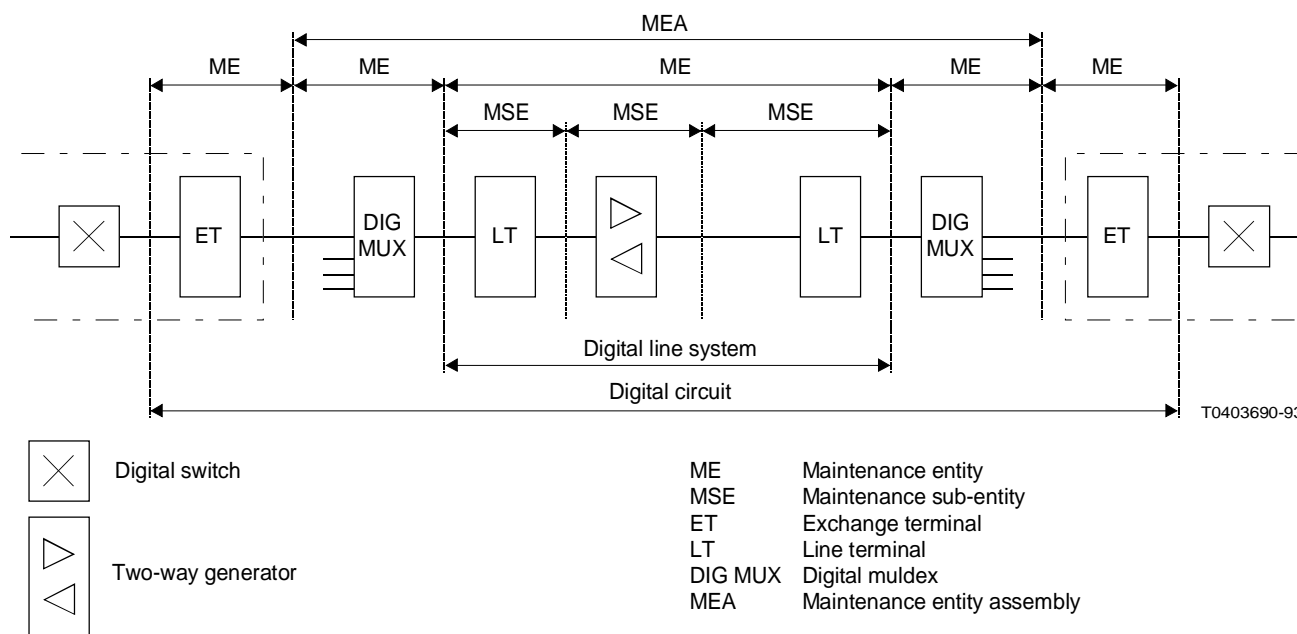 MEA
ME ME ME ME ME
MSE MSE MSE
ET DIG MUX LT LT DIG MUX ET
Digital line system
Digital circuit
T0403690-93
Digital switch
Two-way generator
ME Maintenance entity
MSE Maintenance sub-entity
ET Exchange terminal
LT Line terminal
DIG MUX Digital muldex
MEA Maintenance entity assembly